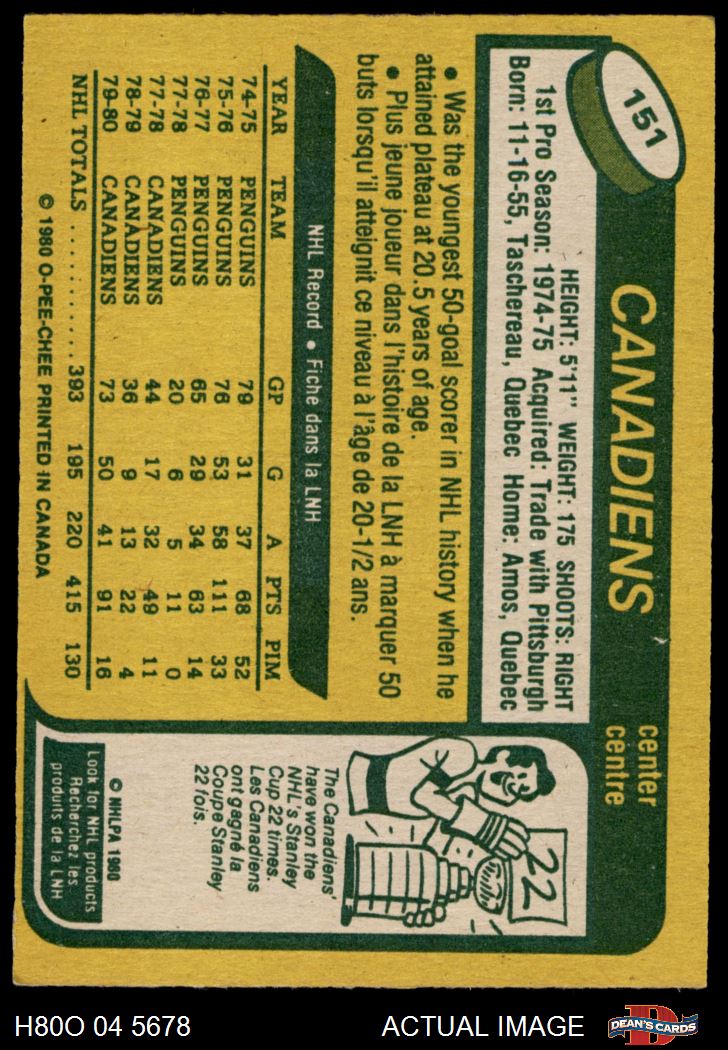 151
CANADIENS
center
centre
HEIGHT: 5'11" WEIGHT: 175 SHOOTS: RIGHT
1st Pro Season: 1974-75 Acquired: Trade with Pittsburgh
Born: 11-16-55, Taschereau, Quebec Home: Amos, Quebec
• Was the youngest 50-goal scorer in NHL history when he
attained plateau at 20.5 years of age.
• Plus jeune joueur dans l'histoire de la LNH à marquer 50
buts lorsqu'il atteignit ce niveau à l'âge de 20-1/2 ans.
NHL Record • Fiche dans la LNH
YEAR TEAM GP G A PTS PIM
74-75 PENGUINS 79 31 37 68 52
75-76 PENGUINS 76 53 58 111 33
76-77 PENGUINS 65 29 34 63 14
77-78 PENGUINS 20 6 5 11 0
77-78 CANADIENS 44 17 32 49 11
78-79 CANADIENS 36 9 13 22 4
79-80 CANADIENS 73 50 41 91 16
NHL TOTALS ........... 393 195 220 415 130
© 1980 O-PEE-CHEE PRINTED IN CANADA
22
The Canadiens'
have won the
NHL's Stanley
Cup 22 times.
Les Canadiens
ont gagné la
Coupe Stanley
22 fois.
© NHLPA 1980
Look for NHL products
Recherchez les
produits de la LNH
H80O 04 5678
ACTUAL IMAGE
D
DEAN'S CARDS